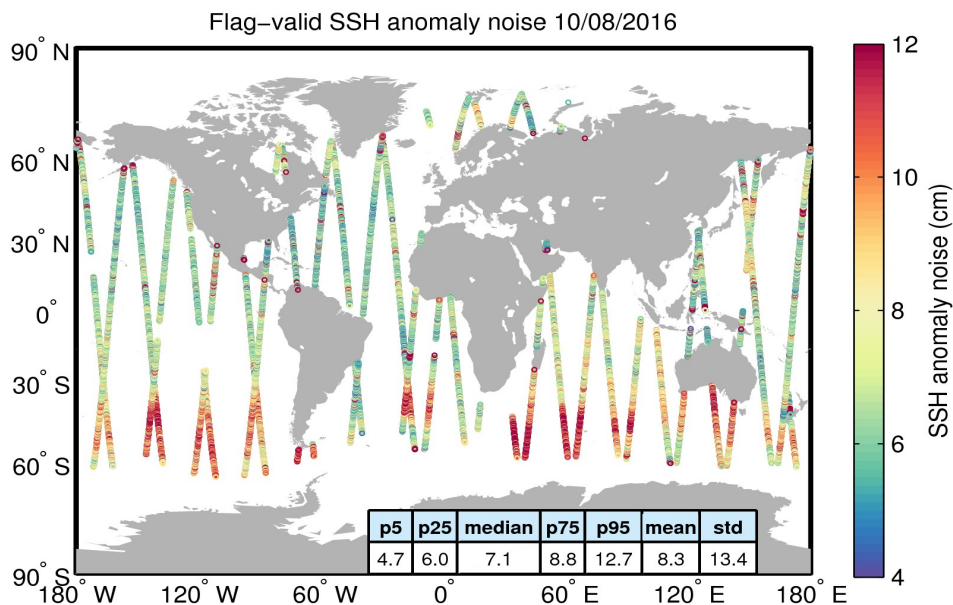 Flag−valid SSH anomaly noise 10/08/2016
90° N
60° N
30° N
0°
30° S
60° S
90° S
180° W 120° W 60° W 0° 60° E 120° E 180° E
p5 p25 median p75 p95 mean std
4.7 6.0 7.1 8.8 12.7 8.3 13.4
12
10
8
6
4
SSH anomaly noise (cm)